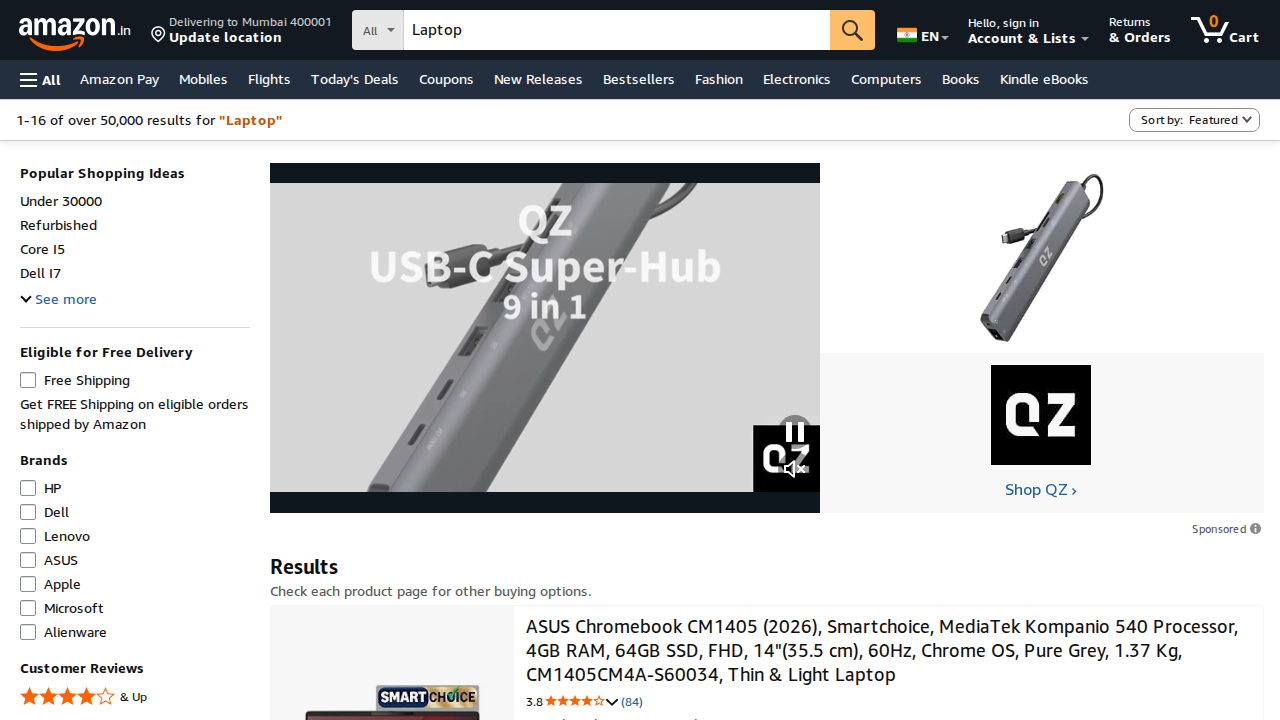 amazon.in
Delivering to Mumbai 400001
Update location
All
Laptop
EN
Hello, sign in
Account & Lists
Returns
& Orders
0
Cart
All
Amazon Pay
Mobiles
Flights
Today's Deals
Coupons
New Releases
Bestsellers
Fashion
Electronics
Computers
Books
Kindle eBooks
1-16 of over 50,000 results for "Laptop"
Sort by: Featured
Popular Shopping Ideas
Under 30000
Refurbished
Core I5
Dell I7
See more
Eligible for Free Delivery
Free Shipping
Get FREE Shipping on eligible orders
shipped by Amazon
Brands
HP
Dell
Lenovo
ASUS
Apple
Microsoft
Alienware
Customer Reviews
& Up
QZ
USB-C Super-Hub
9 in 1
QZ
QZ
QZ
QZ
Shop QZ ›
Sponsored
Results
Check each product page for other buying options.
SMARTCHOICE
ASUS Chromebook CM1405 (2026), Smartchoice, MediaTek Kompanio 540 Processor,
4GB RAM, 64GB SSD, FHD, 14"(35.5 cm), 60Hz, Chrome OS, Pure Grey, 1.37 Kg,
CM1405CM4A-S60034, Thin & Light Laptop
3.8 (84)